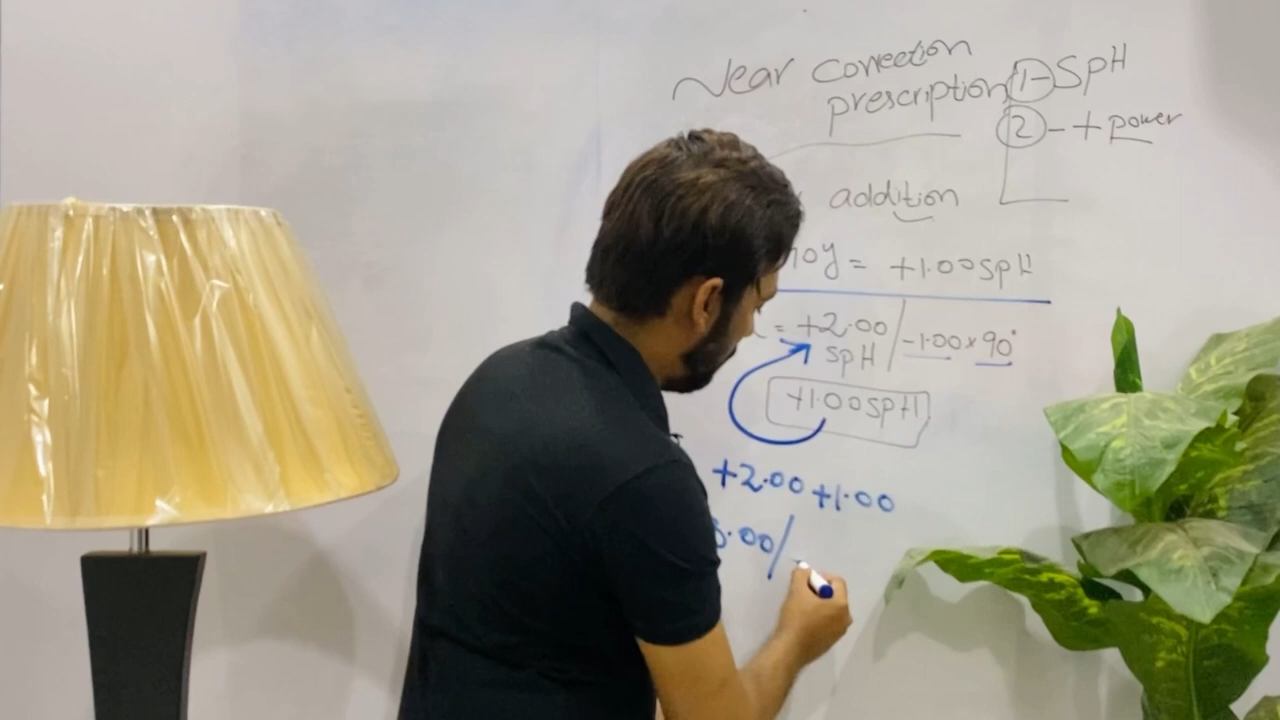 Near correction 1- SPH
prescription 2- + power
addition
= +1.00 SPH
= +2.00 / -1.00 x 90°
SPH
+1.00 SPH
+2.00 +1.00
.00/